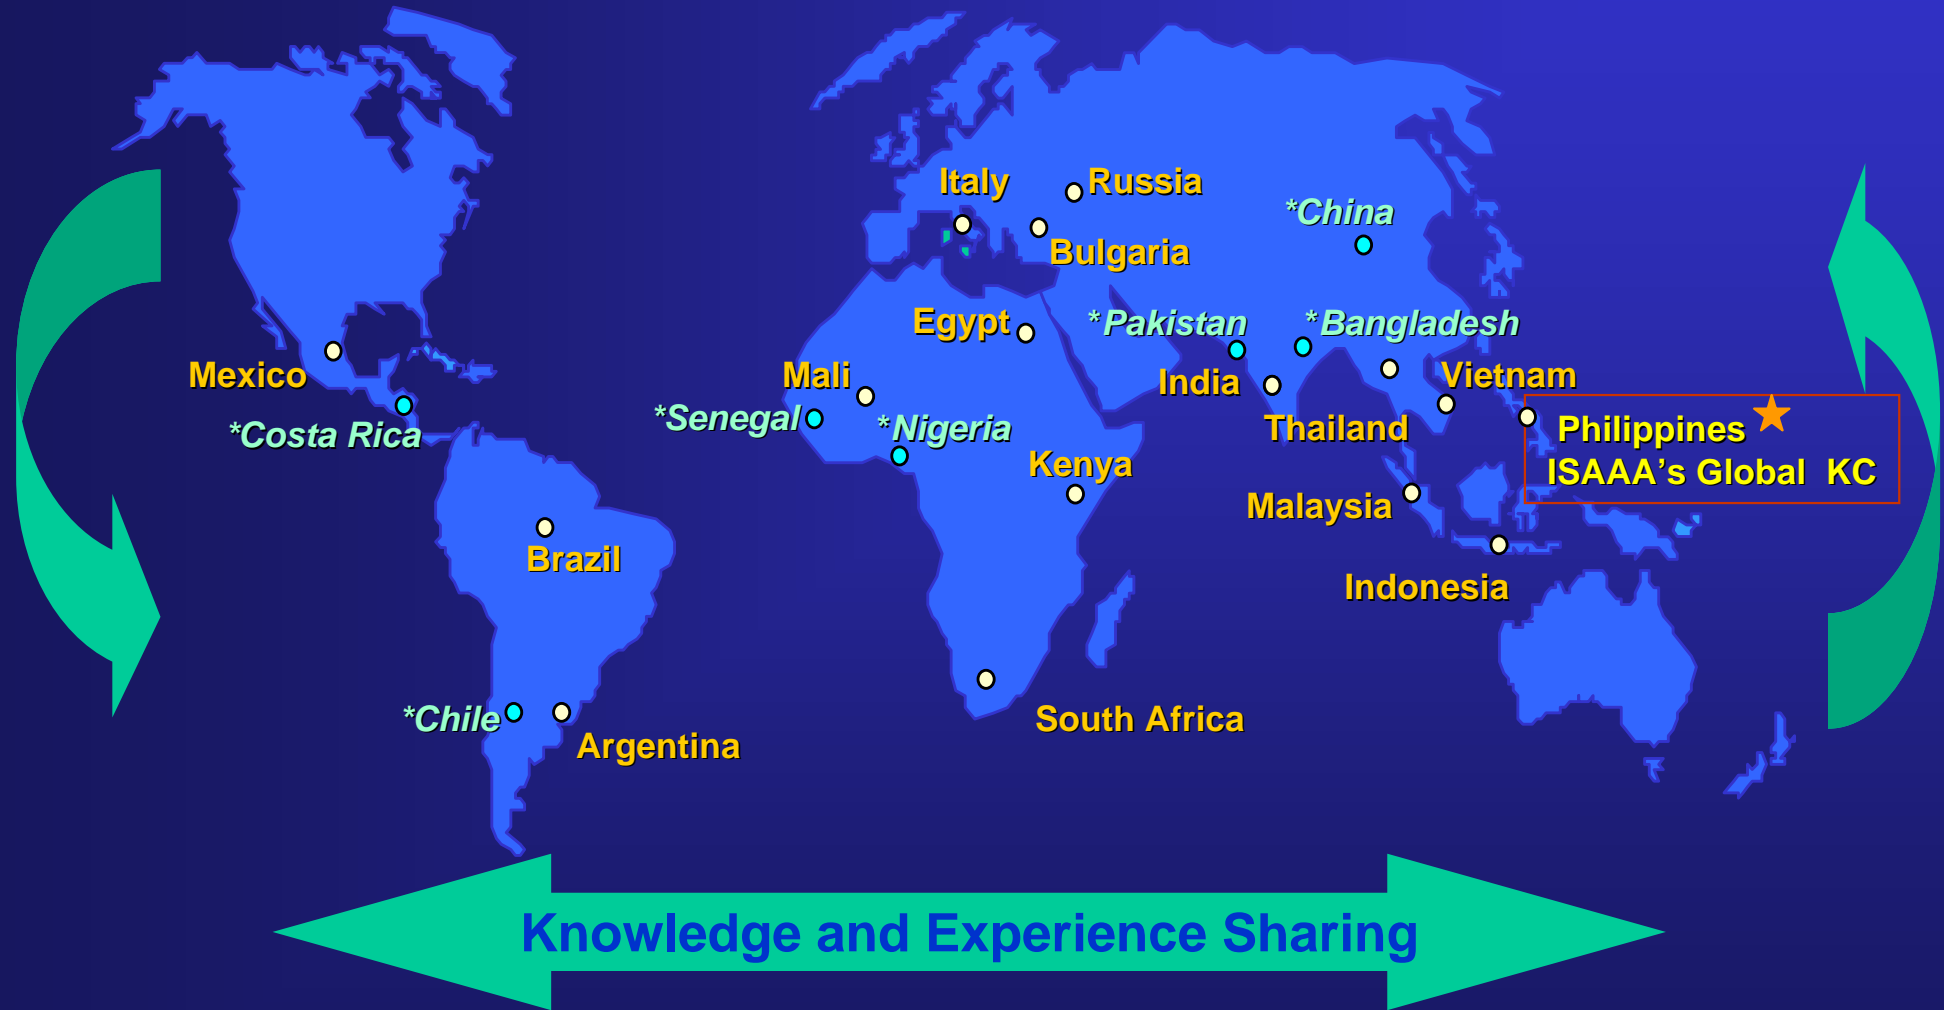 Italy
Russia
*China
Bulgaria
Egypt
*Pakistan
*Bangladesh
Mexico
Mali
India
Vietnam
*Costa Rica
*Senegal
*Nigeria
Thailand
Philippines
Kenya
ISAAA's Global KC
Malaysia
Brazil
Indonesia
*Chile
South Africa
Argentina
Knowledge and Experience Sharing